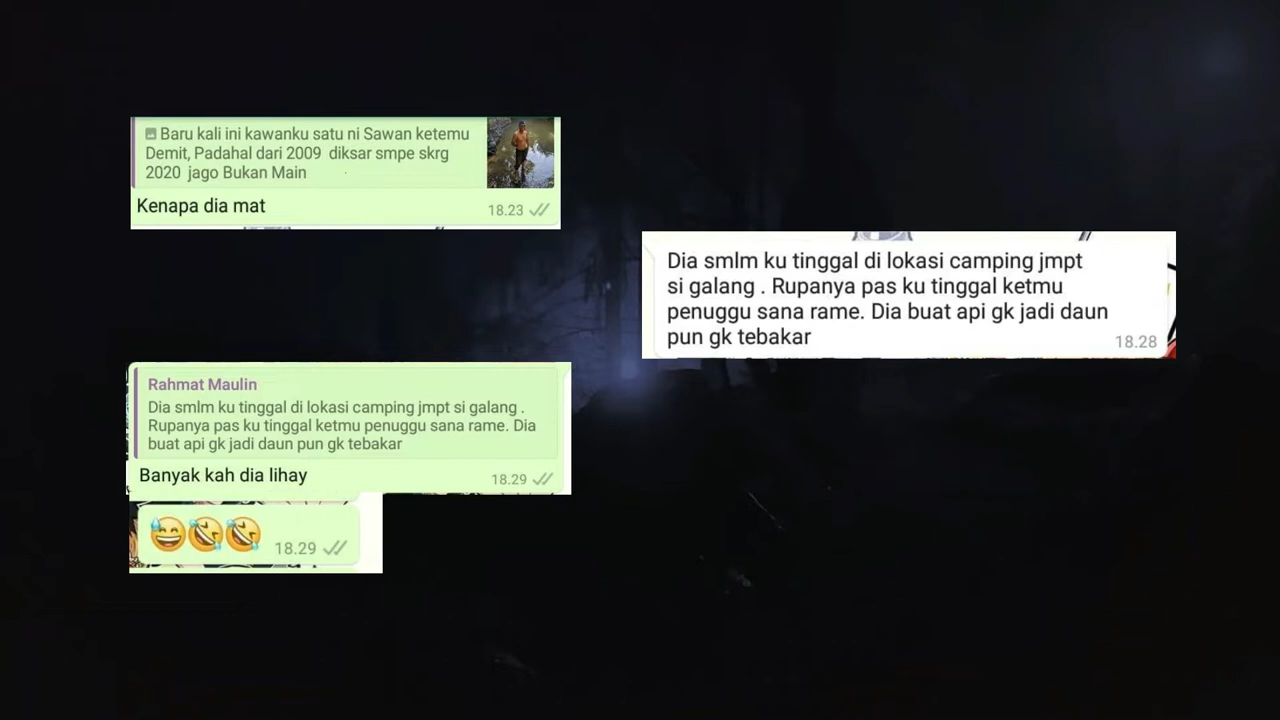 Baru kali ini kawanku satu ni Sawan ketemu
Demit, Padahal dari 2009 diksar smpe skrg
2020 jago Bukan Main
Kenapa dia mat
18.23
Dia smlm ku tinggal di lokasi camping jmpt
si galang . Rupanya pas ku tinggal ketmu
penuggu sana rame. Dia buat api gk jadi daun
pun gk tebakar
18.28
Rahmat Maulin
Dia smlm ku tinggal di lokasi camping jmpt si galang .
Rupanya pas ku tinggal ketmu penuggu sana rame. Dia
buat api gk jadi daun pun gk tebakar
Banyak kah dia lihay
18.29
😅🤣🤣 18.29